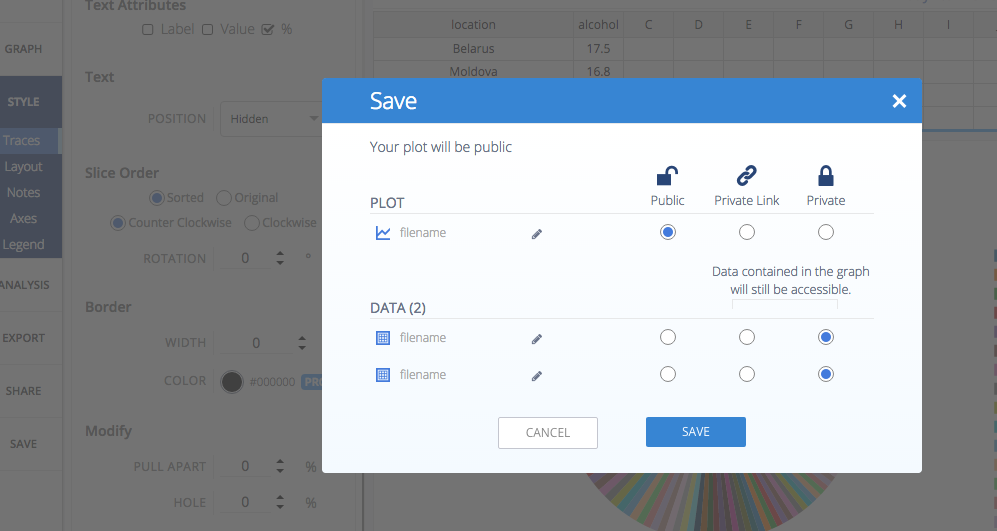 Text Attributes
Label Value %
GRAPH
Text
STYLE
POSITION Hidden
Traces
Layout
Notes
Axes
Legend
Slice Order
Sorted Original
Counter Clockwise Clockwise
ROTATION 0 °
ANALYSIS
Border
EXPORT
WIDTH 0
COLOR #000000 PRO
SHARE
Modify
SAVE
PULL APART 0 %
HOLE 0 %
location alcohol C D E F G H I
Belarus 17.5
Moldova 16.8
Save
Your plot will be public
Public Private Link Private
PLOT
filename
Data contained in the graph
will still be accessible.
DATA (2)
filename
filename
CANCEL SAVE